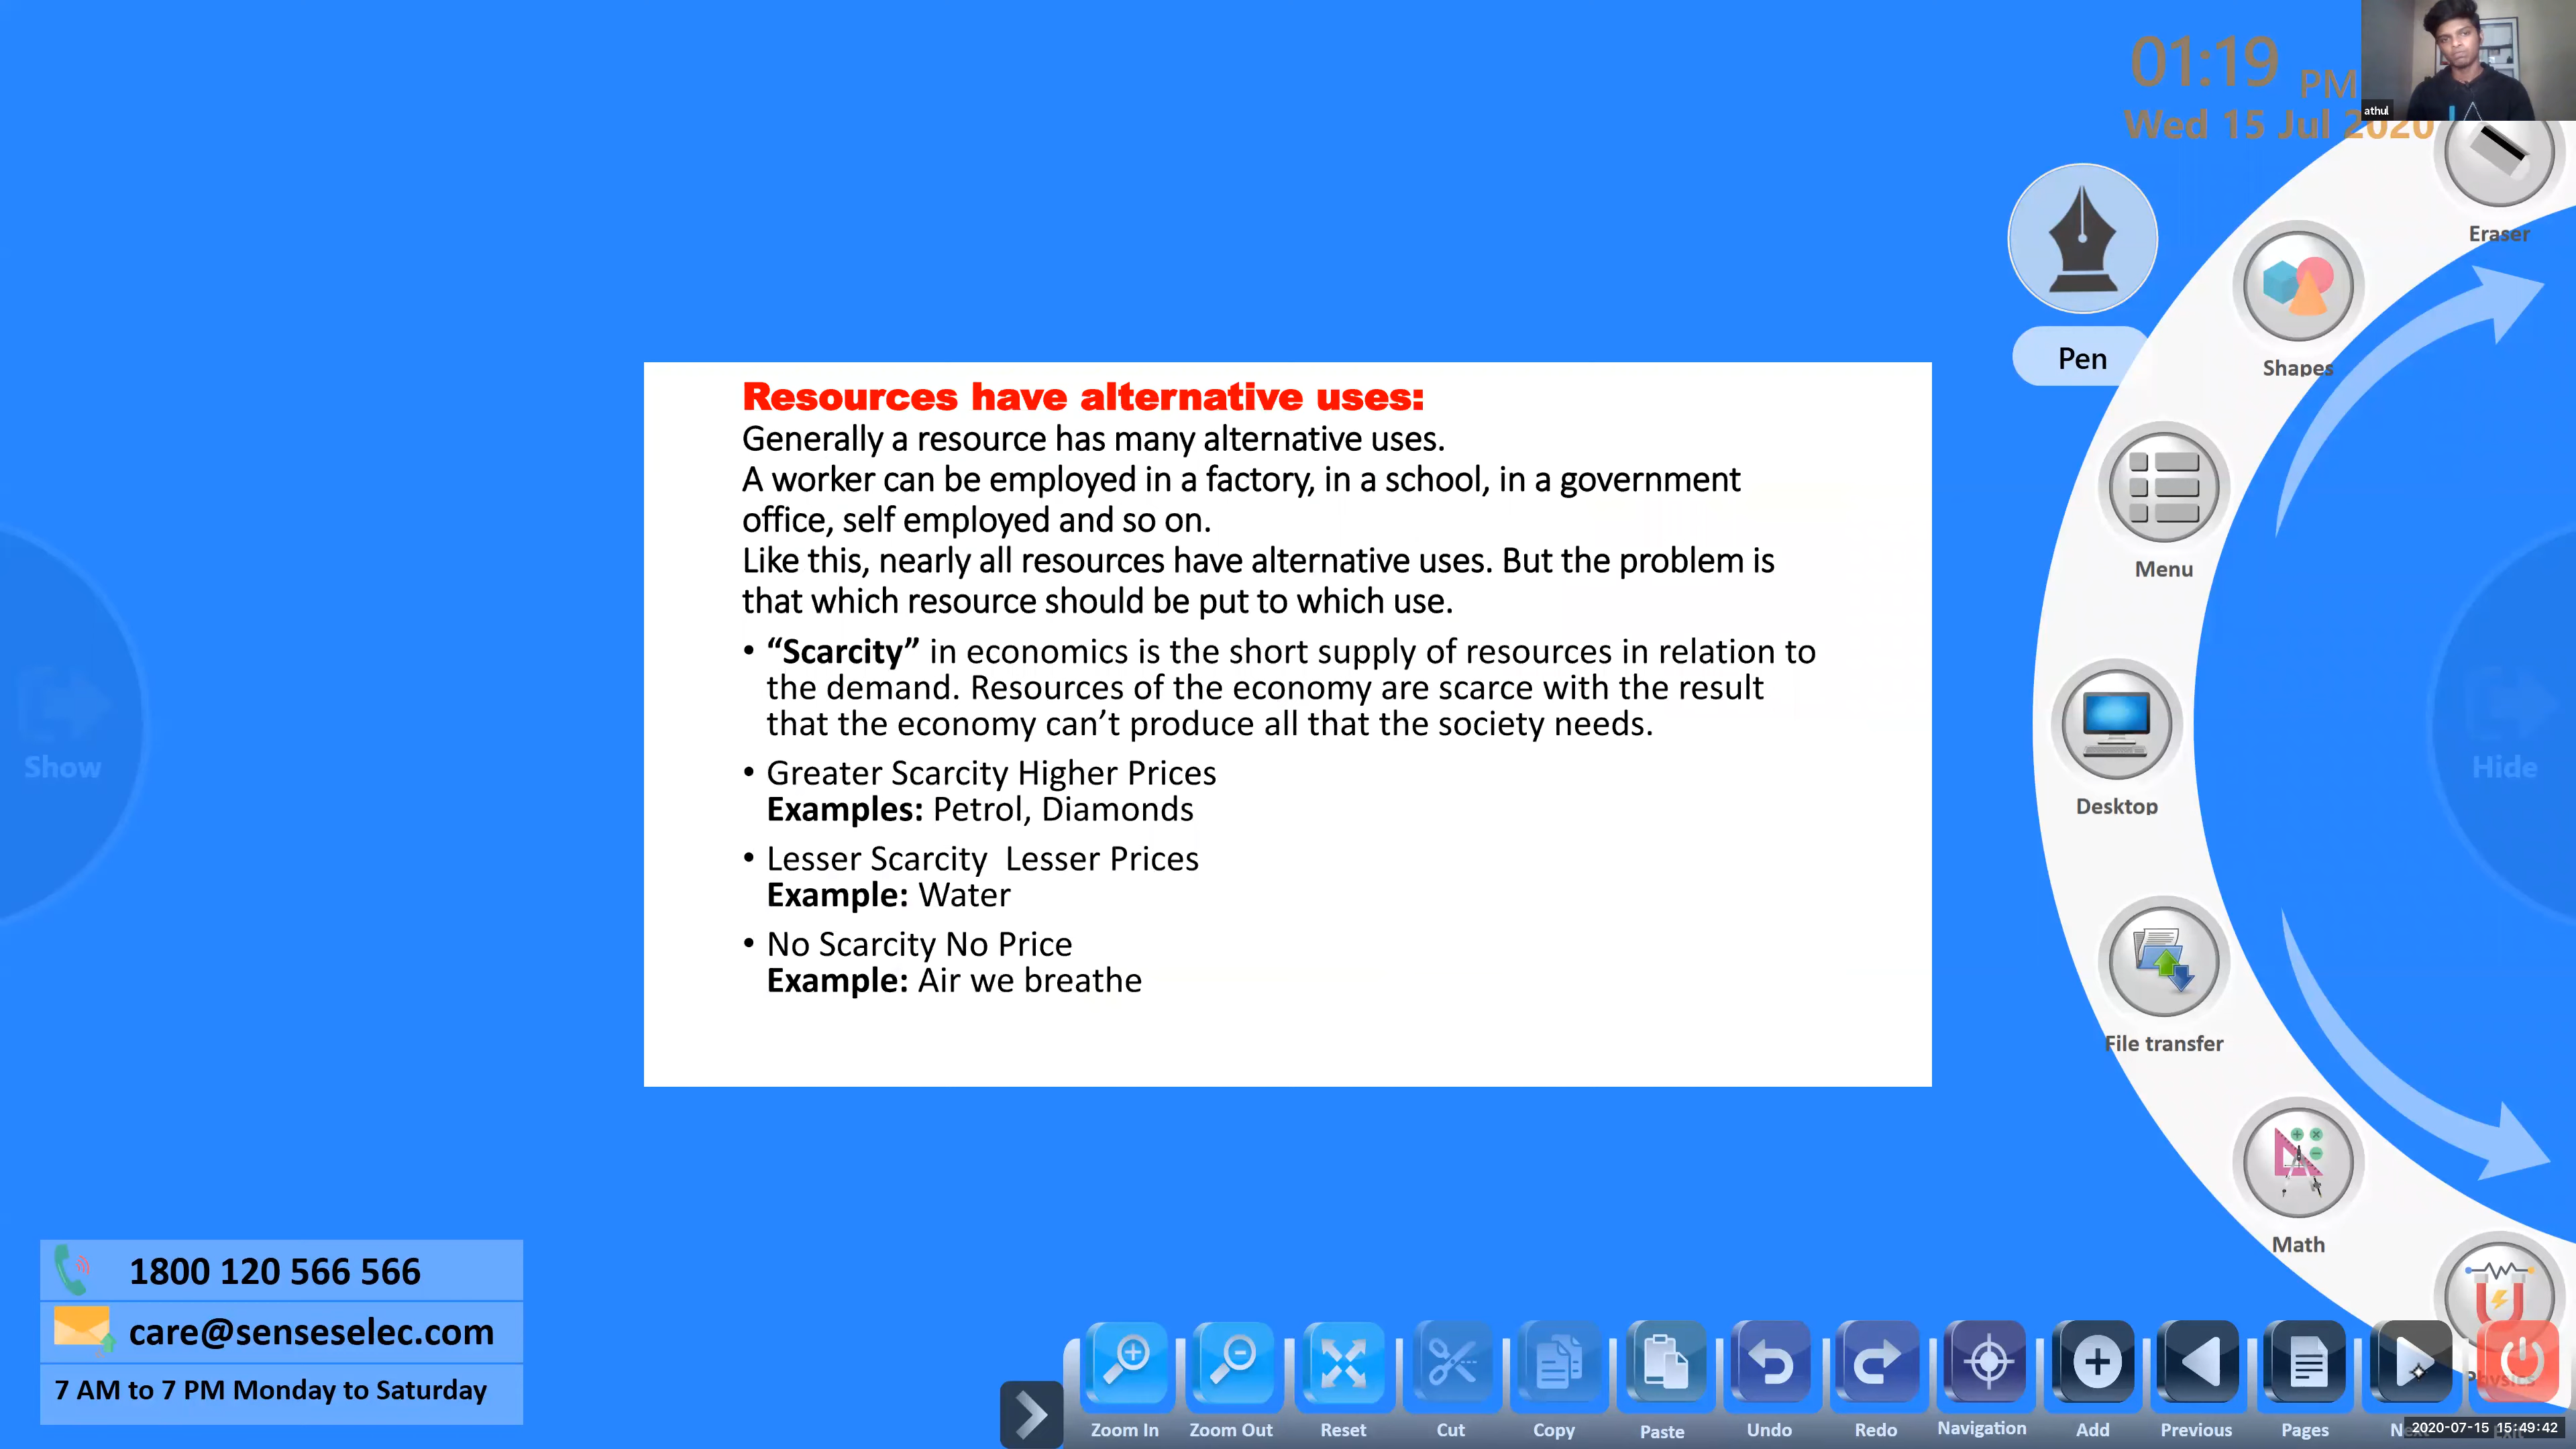 01:19 PM
Wed 15 Jul 2020
athul
Eraser
Shapes
Pen
Menu
Desktop
File transfer
Math
Physics
Show
Hide
Resources have alternative uses:
Generally a resource has many alternative uses.
A worker can be employed in a factory, in a school, in a government
office, self employed and so on.
Like this, nearly all resources have alternative uses. But the problem is
that which resource should be put to which use.
• “Scarcity” in economics is the short supply of resources in relation to
the demand. Resources of the economy are scarce with the result
that the economy can’t produce all that the society needs.
• Greater Scarcity Higher Prices
Examples: Petrol, Diamonds
• Lesser Scarcity  Lesser Prices
Example: Water
• No Scarcity No Price
Example: Air we breathe
1800 120 566 566
care@senseselec.com
7 AM to 7 PM Monday to Saturday
Zoom In Zoom Out Reset Cut Copy Paste Undo Redo Navigation Add Previous Pages
2020-07-15 15:49:42